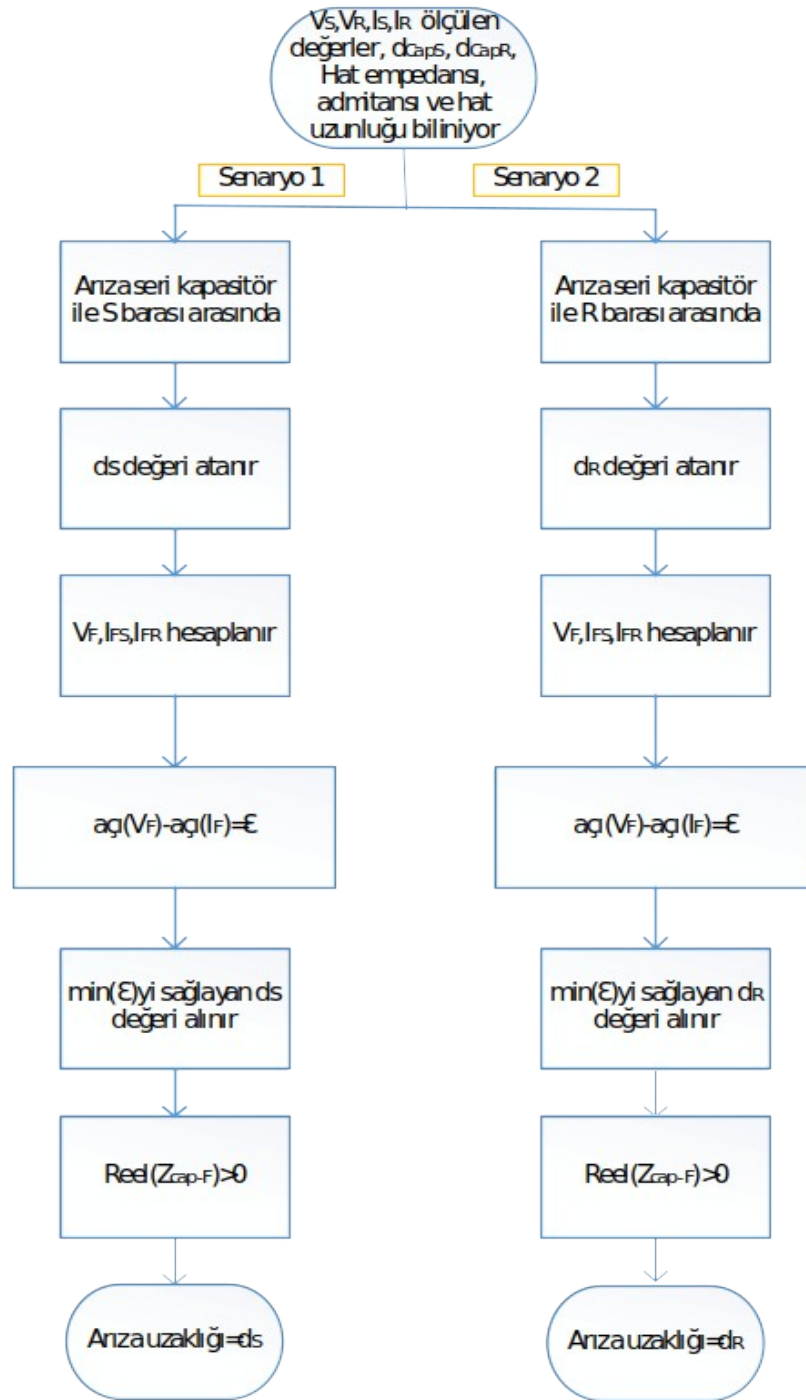 VS,VR,IS,IR ölçülen
değerler, dCapS, dCapR,
Hat empedansı,
admitansı ve hat
uzunluğu biliniyor
Senaryo 1
Senaryo 2
Arıza seri kapasitör
ile S barası arasında
Arıza seri kapasitör
ile R barası arasında
ds değeri atanır
dR değeri atanır
VF,IFS,IFR hesaplanır
VF,IFS,IFR hesaplanır
açı(VF)-açı(IF)=Ɛ
açı(VF)-açı(IF)=Ɛ
min(Ɛ)yi sağlayan ds
değeri alınır
min(Ɛ)yi sağlayan dR
değeri alınır
Reel(Zcap-F)>0
Reel(Zcap-F)>0
Arıza uzaklığı=ds
Arıza uzaklığı=dR